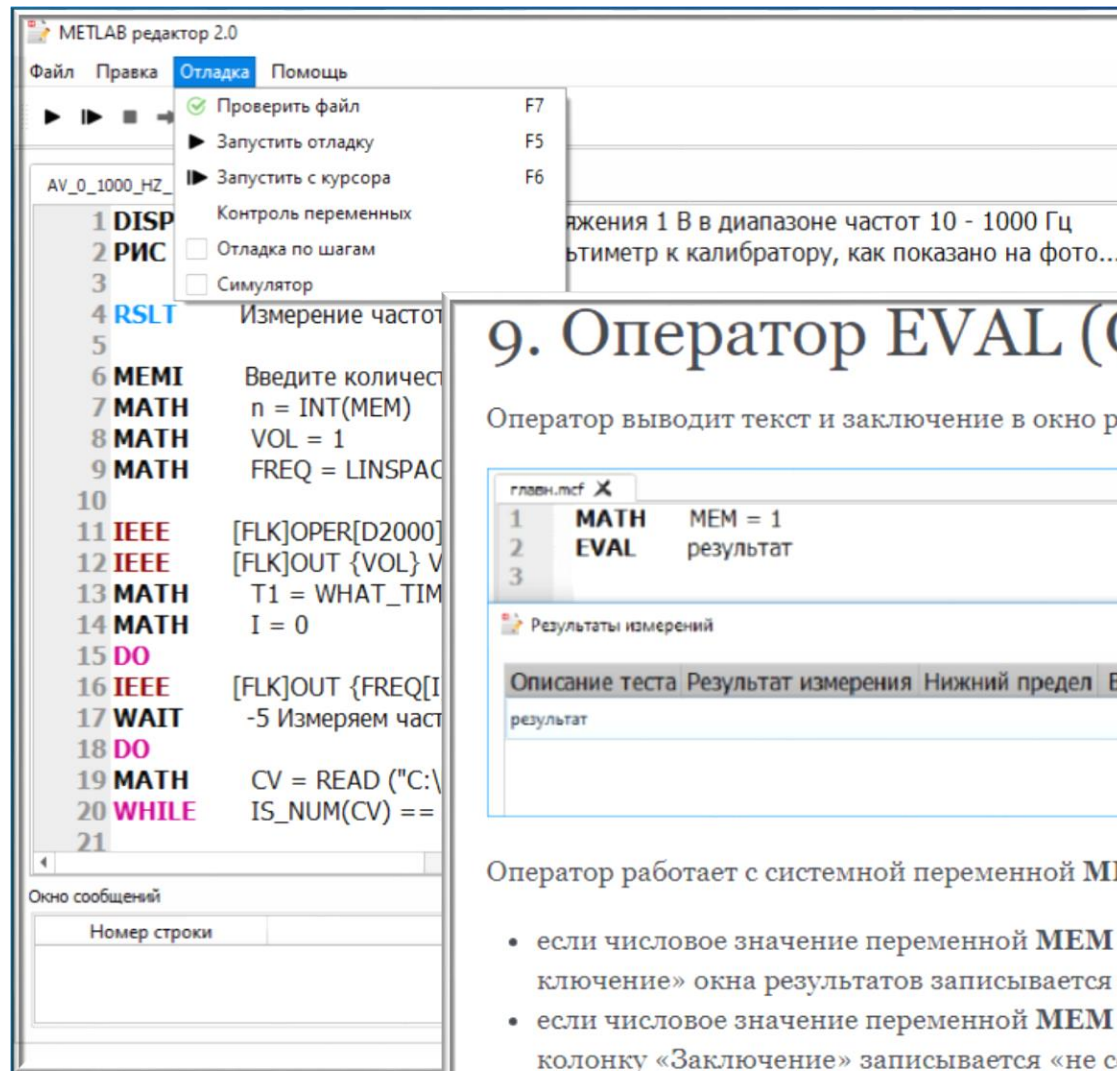 METLAB редактор 2.0
Файл Правка Отладка Помощь
Проверить файл F7
Запустить отладку F5
Запустить с курсора F6
Контроль переменных
Отладка по шагам
Симулятор
AV_0_1000_HZ_
1 DISP яжения 1 В в диапазоне частот 10 - 1000 Гц
2 РИС ьтиметр к калибратору, как показано на фото...
3
4 RSLT Измерение частот
5
6 MEMI Введите количест
7 MATH n = INT(MEM)
8 MATH VOL = 1
9 MATH FREQ = LINSPAC
10
11 IEEE [FLK]OPER[D2000]
12 IEEE [FLK]OUT {VOL} V
13 MATH T1 = WHAT_TIM
14 MATH I = 0
15 DO
16 IEEE [FLK]OUT {FREQ[I
17 WAIT -5 Измеряем част
18 DO
19 MATH CV = READ ("C:\
20 WHILE IS_NUM(CV) ==
21
Окно сообщений
Номер строки
9. Оператор EVAL (
Оператор выводит текст и заключение в окно р
главн.mcf
1 MATH MEM = 1
2 EVAL результат
3
Результаты измерений
Описание теста Результат измерения Нижний предел
результат
Оператор работает с системной переменной
• если числовое значение переменной MEM
ключение» окна результатов записывается
• если числовое значение переменной MEM
колонку «Заключение» записывается «не с